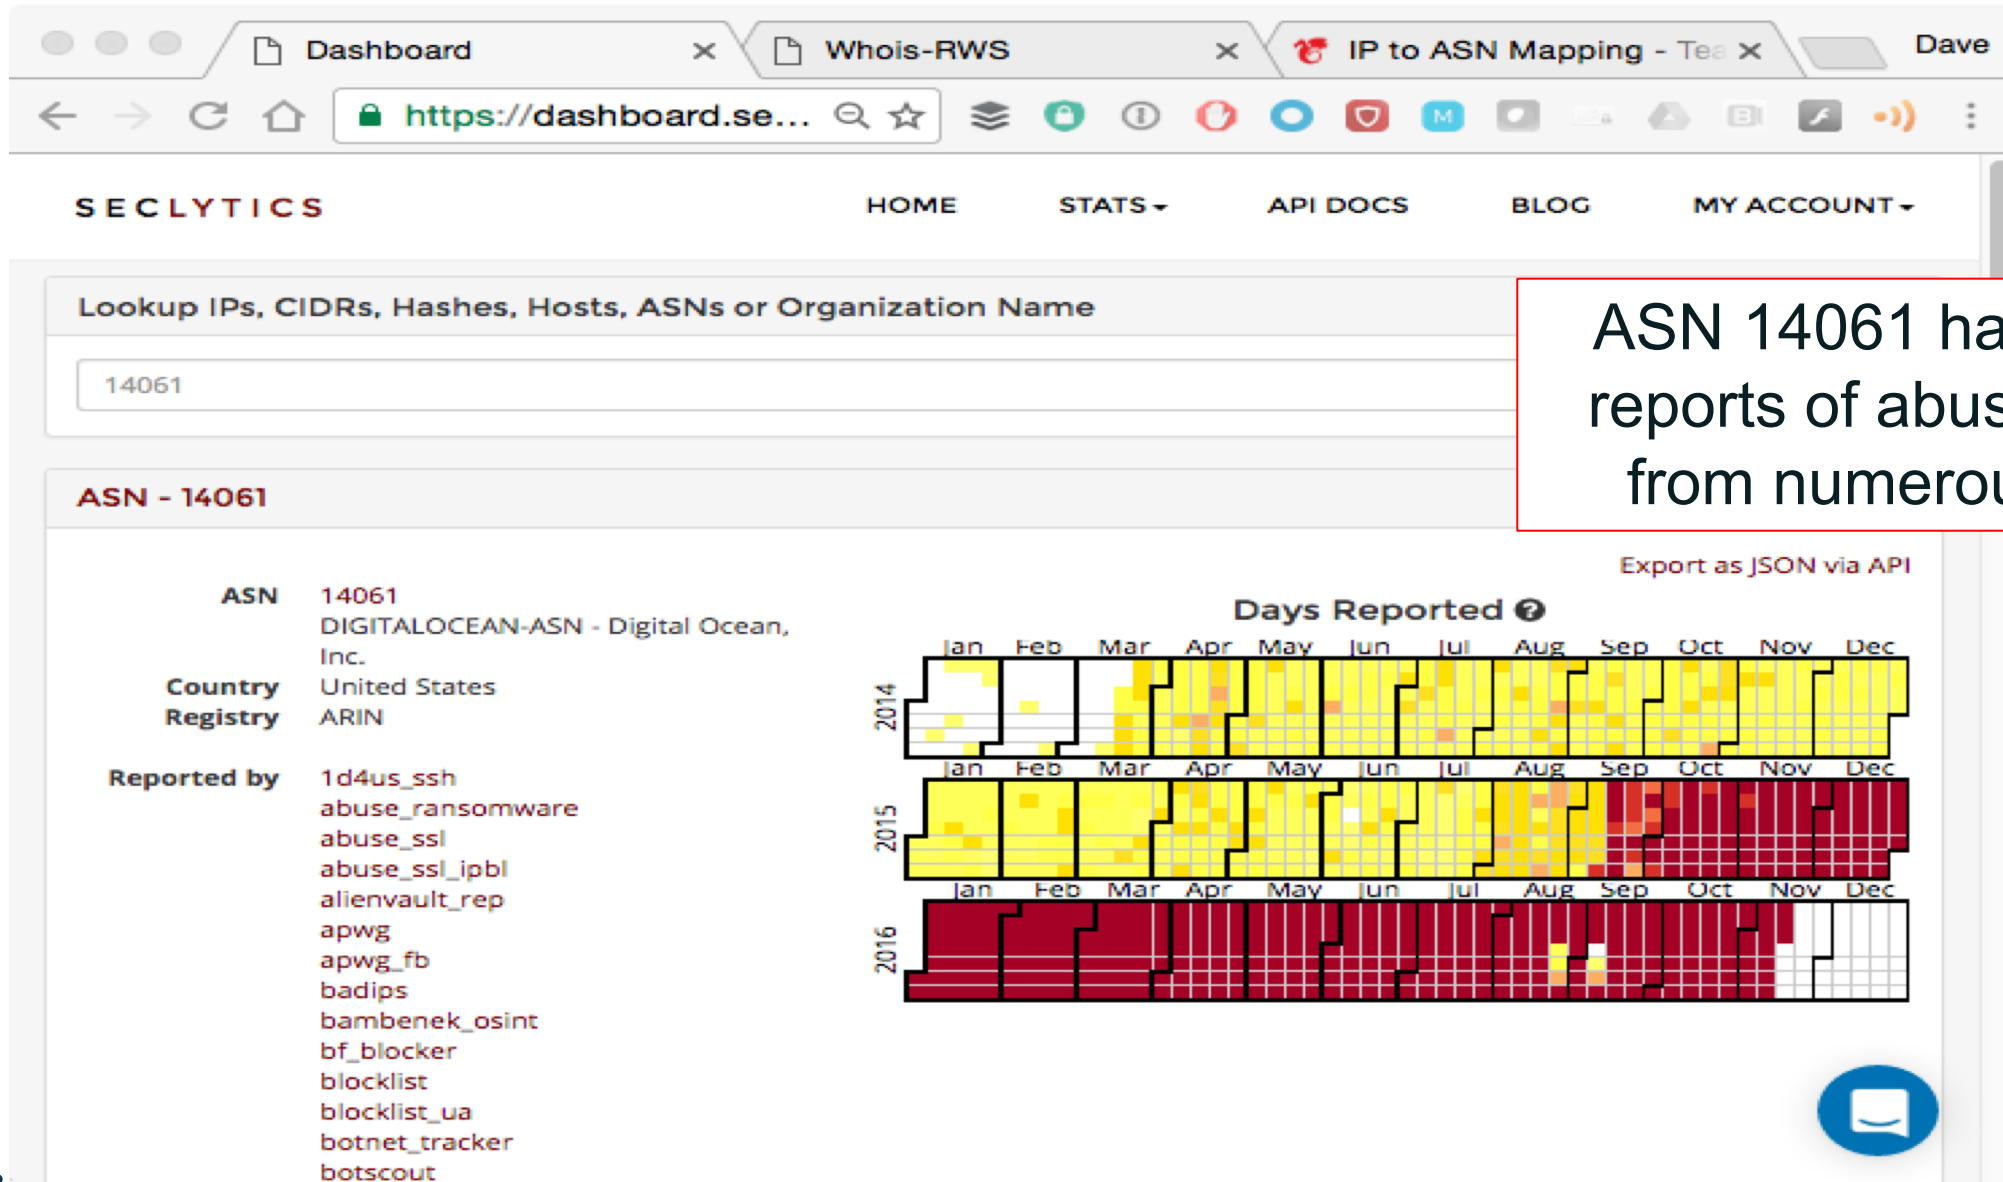 Dashboard
Whois-RWS
IP to ASN Mapping - Tea
Dave
https://dashboard.se...
SECLYTICS
HOME
STATS
API DOCS
BLOG
MY ACCOUNT
Lookup IPs, CIDRs, Hashes, Hosts, ASNs or Organization Name
14061
ASN 14061 ha
reports of abus
from numerou
ASN - 14061
Export as JSON via API
ASN 14061
DIGITALOCEAN-ASN - Digital Ocean,
Inc.
Country United States
Registry ARIN
Reported by 1d4us_ssh
abuse_ransomware
abuse_ssl
abuse_ssl_ipbl
alienvault_rep
apwg
apwg_fb
badips
bambenek_osint
bf_blocker
blocklist
blocklist_ua
botnet_tracker
botscout
Days Reported
Jan Feb Mar Apr May Jun Jul Aug Sep Oct Nov Dec
2014
Jan Feb Mar Apr May Jun Jul Aug Sep Oct Nov Dec
2015
Jan Feb Mar Apr May Jun Jul Aug Sep Oct Nov Dec
2016